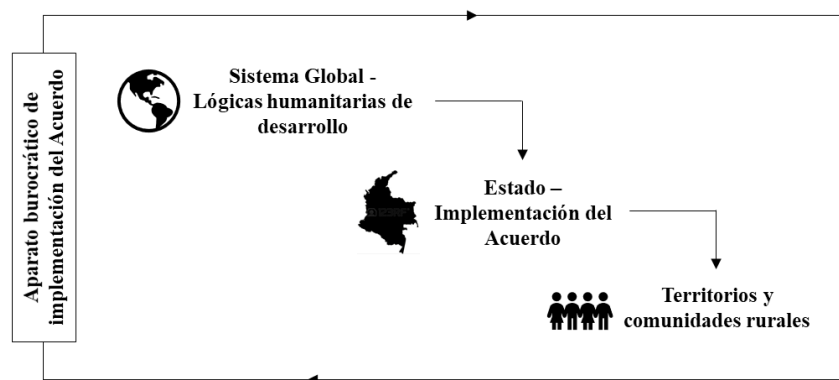 Aparato burocrático de
implementación del Acuerdo
Sistema Global -
Lógicas humanitarias de
desarrollo
Estado –
Implementación del
Acuerdo
Territorios y
comunidades rurales